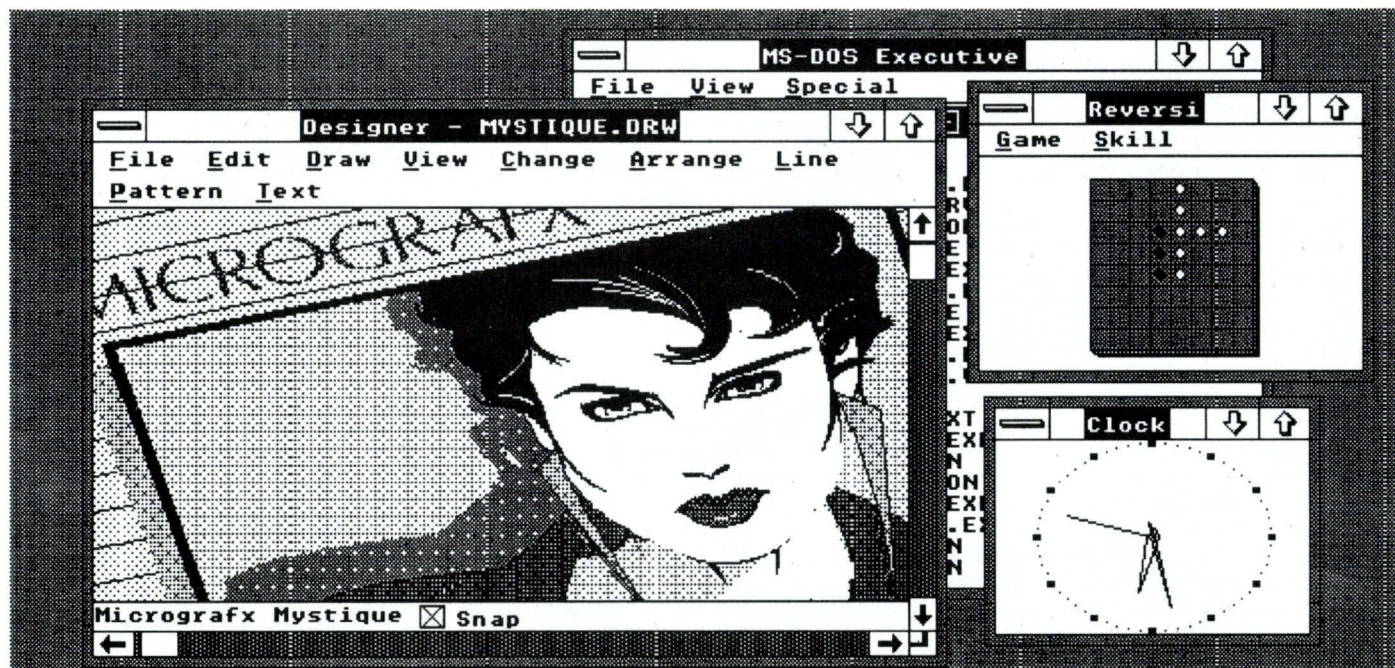 MS-DOS Executive
File View Special
Designer - MYSTIQUE.DRW
File Edit Draw View Change Arrange Line
Pattern Text
MICROGRAFX
Micrografx Mystique Snap
Reversi
Game Skill
Clock